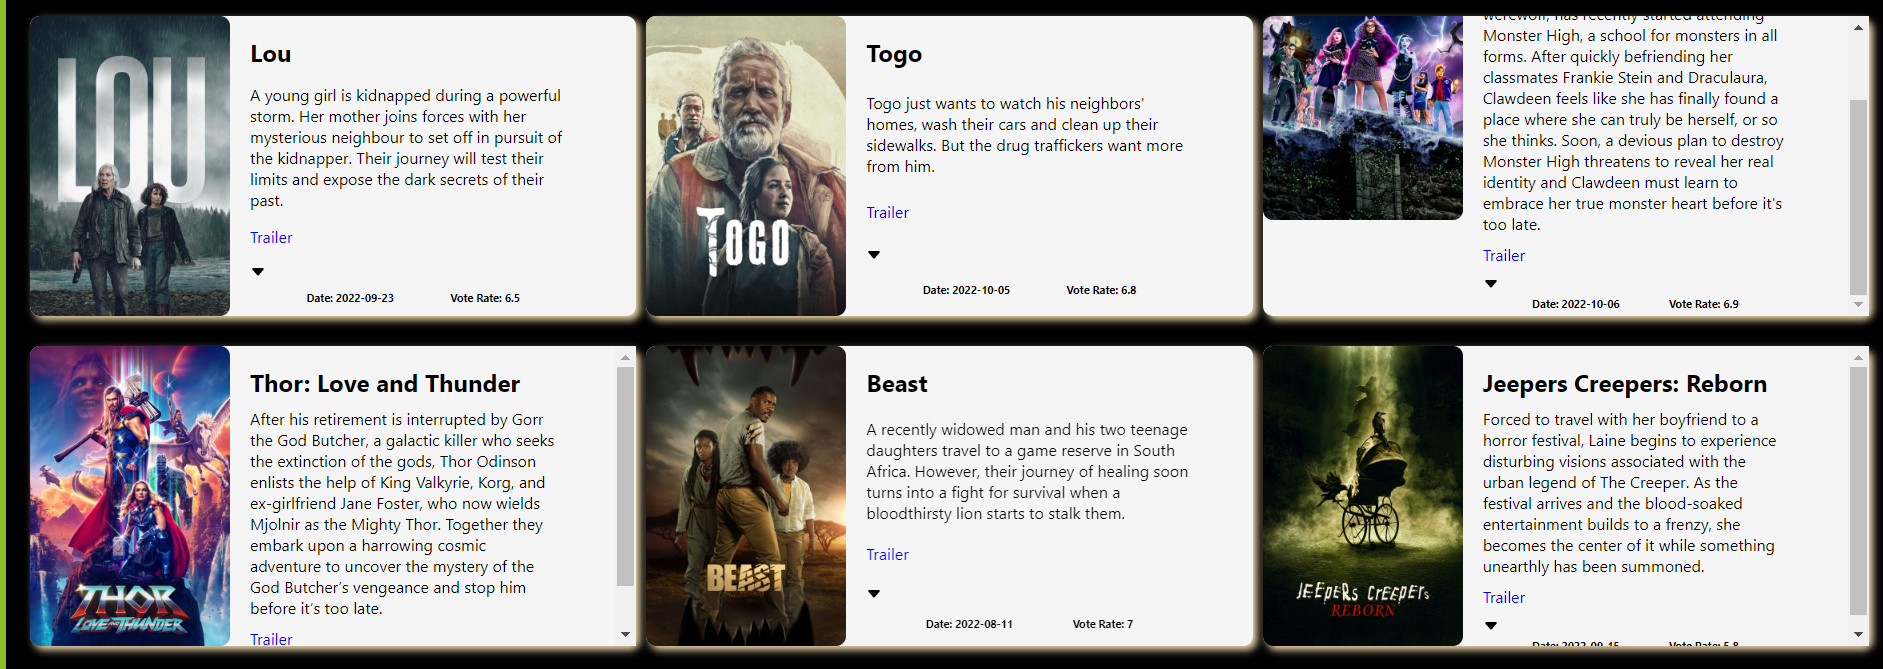 LOU
Lou
A young girl is kidnapped during a powerful
storm. Her mother joins forces with her
mysterious neighbour to set off in pursuit of
the kidnapper. Their journey will test their
limits and expose the dark secrets of their
past.
Trailer
Date: 2022-09-23 Vote Rate: 6.5
TOGO
Togo
Togo just wants to watch his neighbors'
homes, wash their cars and clean up their
sidewalks. But the drug traffickers want more
from him.
Trailer
Date: 2022-10-05 Vote Rate: 6.8
werewolf, has recently started attending
Monster High, a school for monsters in all
forms. After quickly befriending her
classmates Frankie Stein and Draculaura,
Clawdeen feels like she has finally found a
place where she can truly be herself, or so
she thinks. Soon, a devious plan to destroy
Monster High threatens to reveal her real
identity and Clawdeen must learn to
embrace her true monster heart before it's
too late.
Trailer
Date: 2022-10-06 Vote Rate: 6.9
THOR
LOVE AND THUNDER
Thor: Love and Thunder
After his retirement is interrupted by Gorr
the God Butcher, a galactic killer who seeks
the extinction of the gods, Thor Odinson
enlists the help of King Valkyrie, Korg, and
ex-girlfriend Jane Foster, who now wields
Mjolnir as the Mighty Thor. Together they
embark upon a harrowing cosmic
adventure to uncover the mystery of the
God Butcher’s vengeance and stop him
before it’s too late.
Trailer
BEAST
Beast
A recently widowed man and his two teenage
daughters travel to a game reserve in South
Africa. However, their journey of healing soon
turns into a fight for survival when a
bloodthirsty lion starts to stalk them.
Trailer
Date: 2022-08-11 Vote Rate: 7
JEEPERS CREEPERS
REBORN
Jeepers Creepers: Reborn
Forced to travel with her boyfriend to a
horror festival, Laine begins to experience
disturbing visions associated with the
urban legend of The Creeper. As the
festival arrives and the blood-soaked
entertainment builds to a frenzy, she
becomes the center of it while something
unearthly has been summoned.
Trailer
Date: 2022-09-15 Vote Rate: 5.8